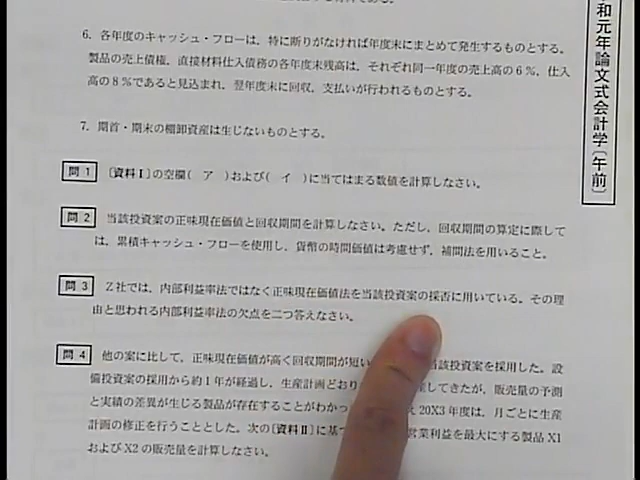 6. 各年度のキャッシュ・フローは，特に断りがなければ年度末にまとめて発生するものとする。
製品の売上債権，直接材料仕入債務の各年度末残高は，それぞれ同一年度の売上高の6％，仕入
高の8％であると見込まれ，翌年度末に回収，支払いが行われるものとする。
7. 期首・期末の棚卸資産は生じないものとする。
問1 〔資料Ⅰ〕の空欄（ ア ）および（ イ ）に当てはまる数値を計算しなさい。
問2 当該投資案の正味現在価値と回収期間を計算しなさい。ただし，回収期間の算定に際して
は，累積キャッシュ・フローを使用し，貨幣の時間価値は考慮せず，補間法を用いること。
問3 Z社では，内部利益率法ではなく正味現在価値法を当該投資案の採否に用いている。その理
由と思われる内部利益率法の欠点を二つ答えなさい。
問4 他の案に比して，正味現在価値が高く回収期間が短い 当該投資案を採用した。設
備投資案の採用から約1年が経過し，生産計画どおり 産してきたが，販売量の予測
と実績の差異が生じる製品が存在することがわかっ 20X3年度は，月ごとに生産
計画の修正を行うこととした。次の〔資料Ⅱ〕に基づ 営業利益を最大にする製品X1
およびX2の販売量を計算しなさい。
和元年論文式会計学〔午前〕